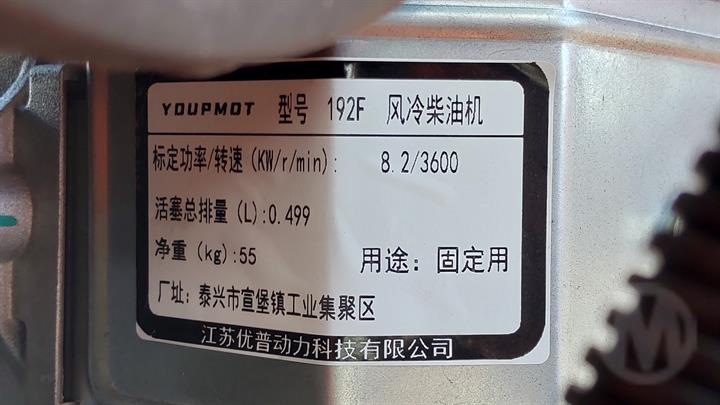 YOUPMOT 型号 192F 风冷柴油机
标定功率/转速(KW/r/min): 8.2/3600
活塞总排量(L):0.499
净重(kg):55 用途：固定用
厂址：泰兴市宣堡镇工业集聚区
江苏优普动力科技有限公司
M